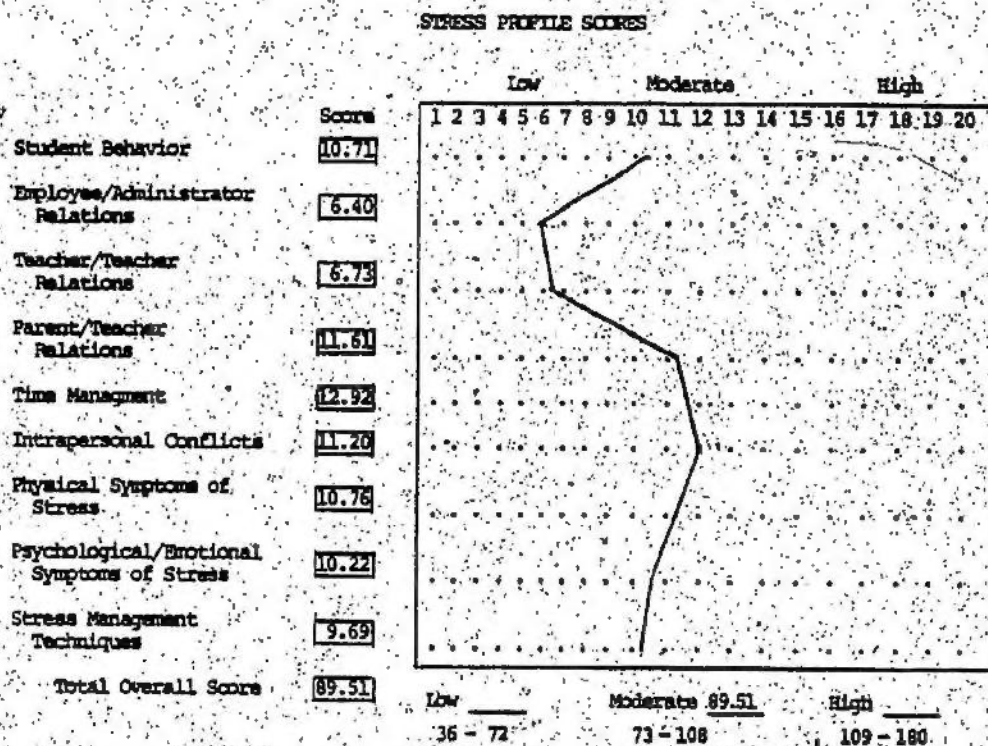 STRESS PROFILE SCORES
Low Moderate High
Score
1 2 3 4 5 6 7 8 9 10 11 12 13 14 15 16 17 18 19 20
Student Behavior 10.71
Employee/Administrator
Relations 6.40
Teacher/Teacher
Relations 6.73
Parent/Teacher
Relations 11.61
Time Managment 12.92
Intrapersonal Conflicts 11.20
Physical Symptoms of
Stress 10.76
Psychological/Emotional
Symptoms of Stress 10.22
Stress Management
Techniques 9.69
Total Overall Score 89.51
Low ____ Moderate 89.51 High ____
36 - 72 73 - 108 109 - 180